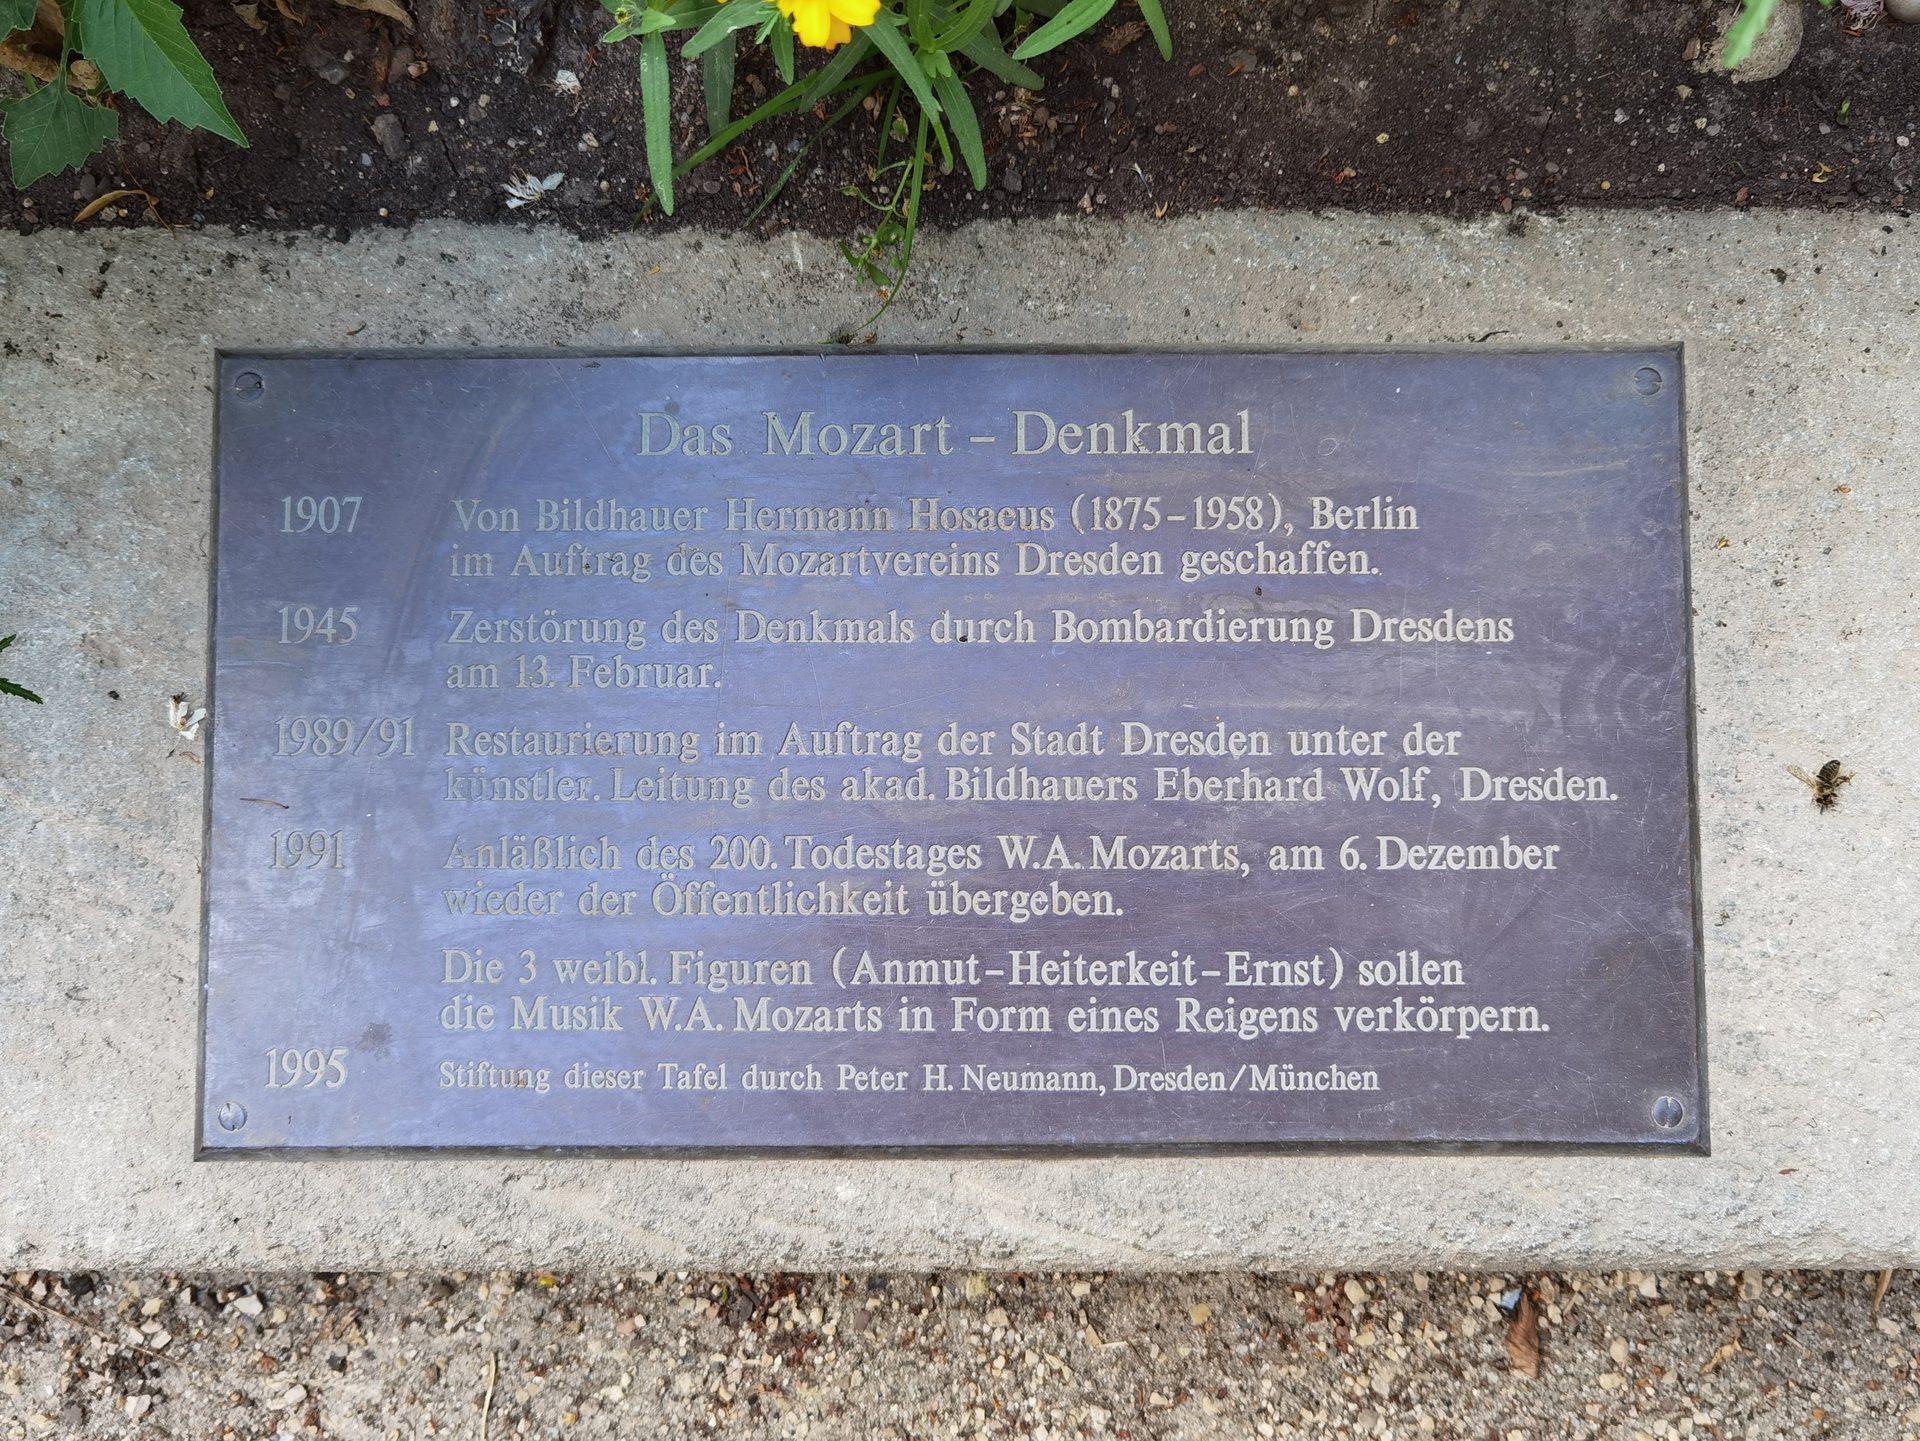 Das Mozart – Denkmal
1907 Von Bildhauer Hermann Hosaeus (1875–1958), Berlin
im Auftrag des Mozartvereins Dresden geschaffen.
1945 Zerstörung des Denkmals durch Bombardierung Dresdens
am 13. Februar.
1989/91 Restaurierung im Auftrag der Stadt Dresden unter der
künstler. Leitung des akad. Bildhauers Eberhard Wolf, Dresden.
1991 Anläßlich des 200. Todestages W.A. Mozarts, am 6. Dezember
wieder der Öffentlichkeit übergeben.
Die 3 weibl. Figuren (Anmut–Heiterkeit–Ernst) sollen
die Musik W.A. Mozarts in Form eines Reigens verkörpern.
1995 Stiftung dieser Tafel durch Peter H. Neumann, Dresden/München